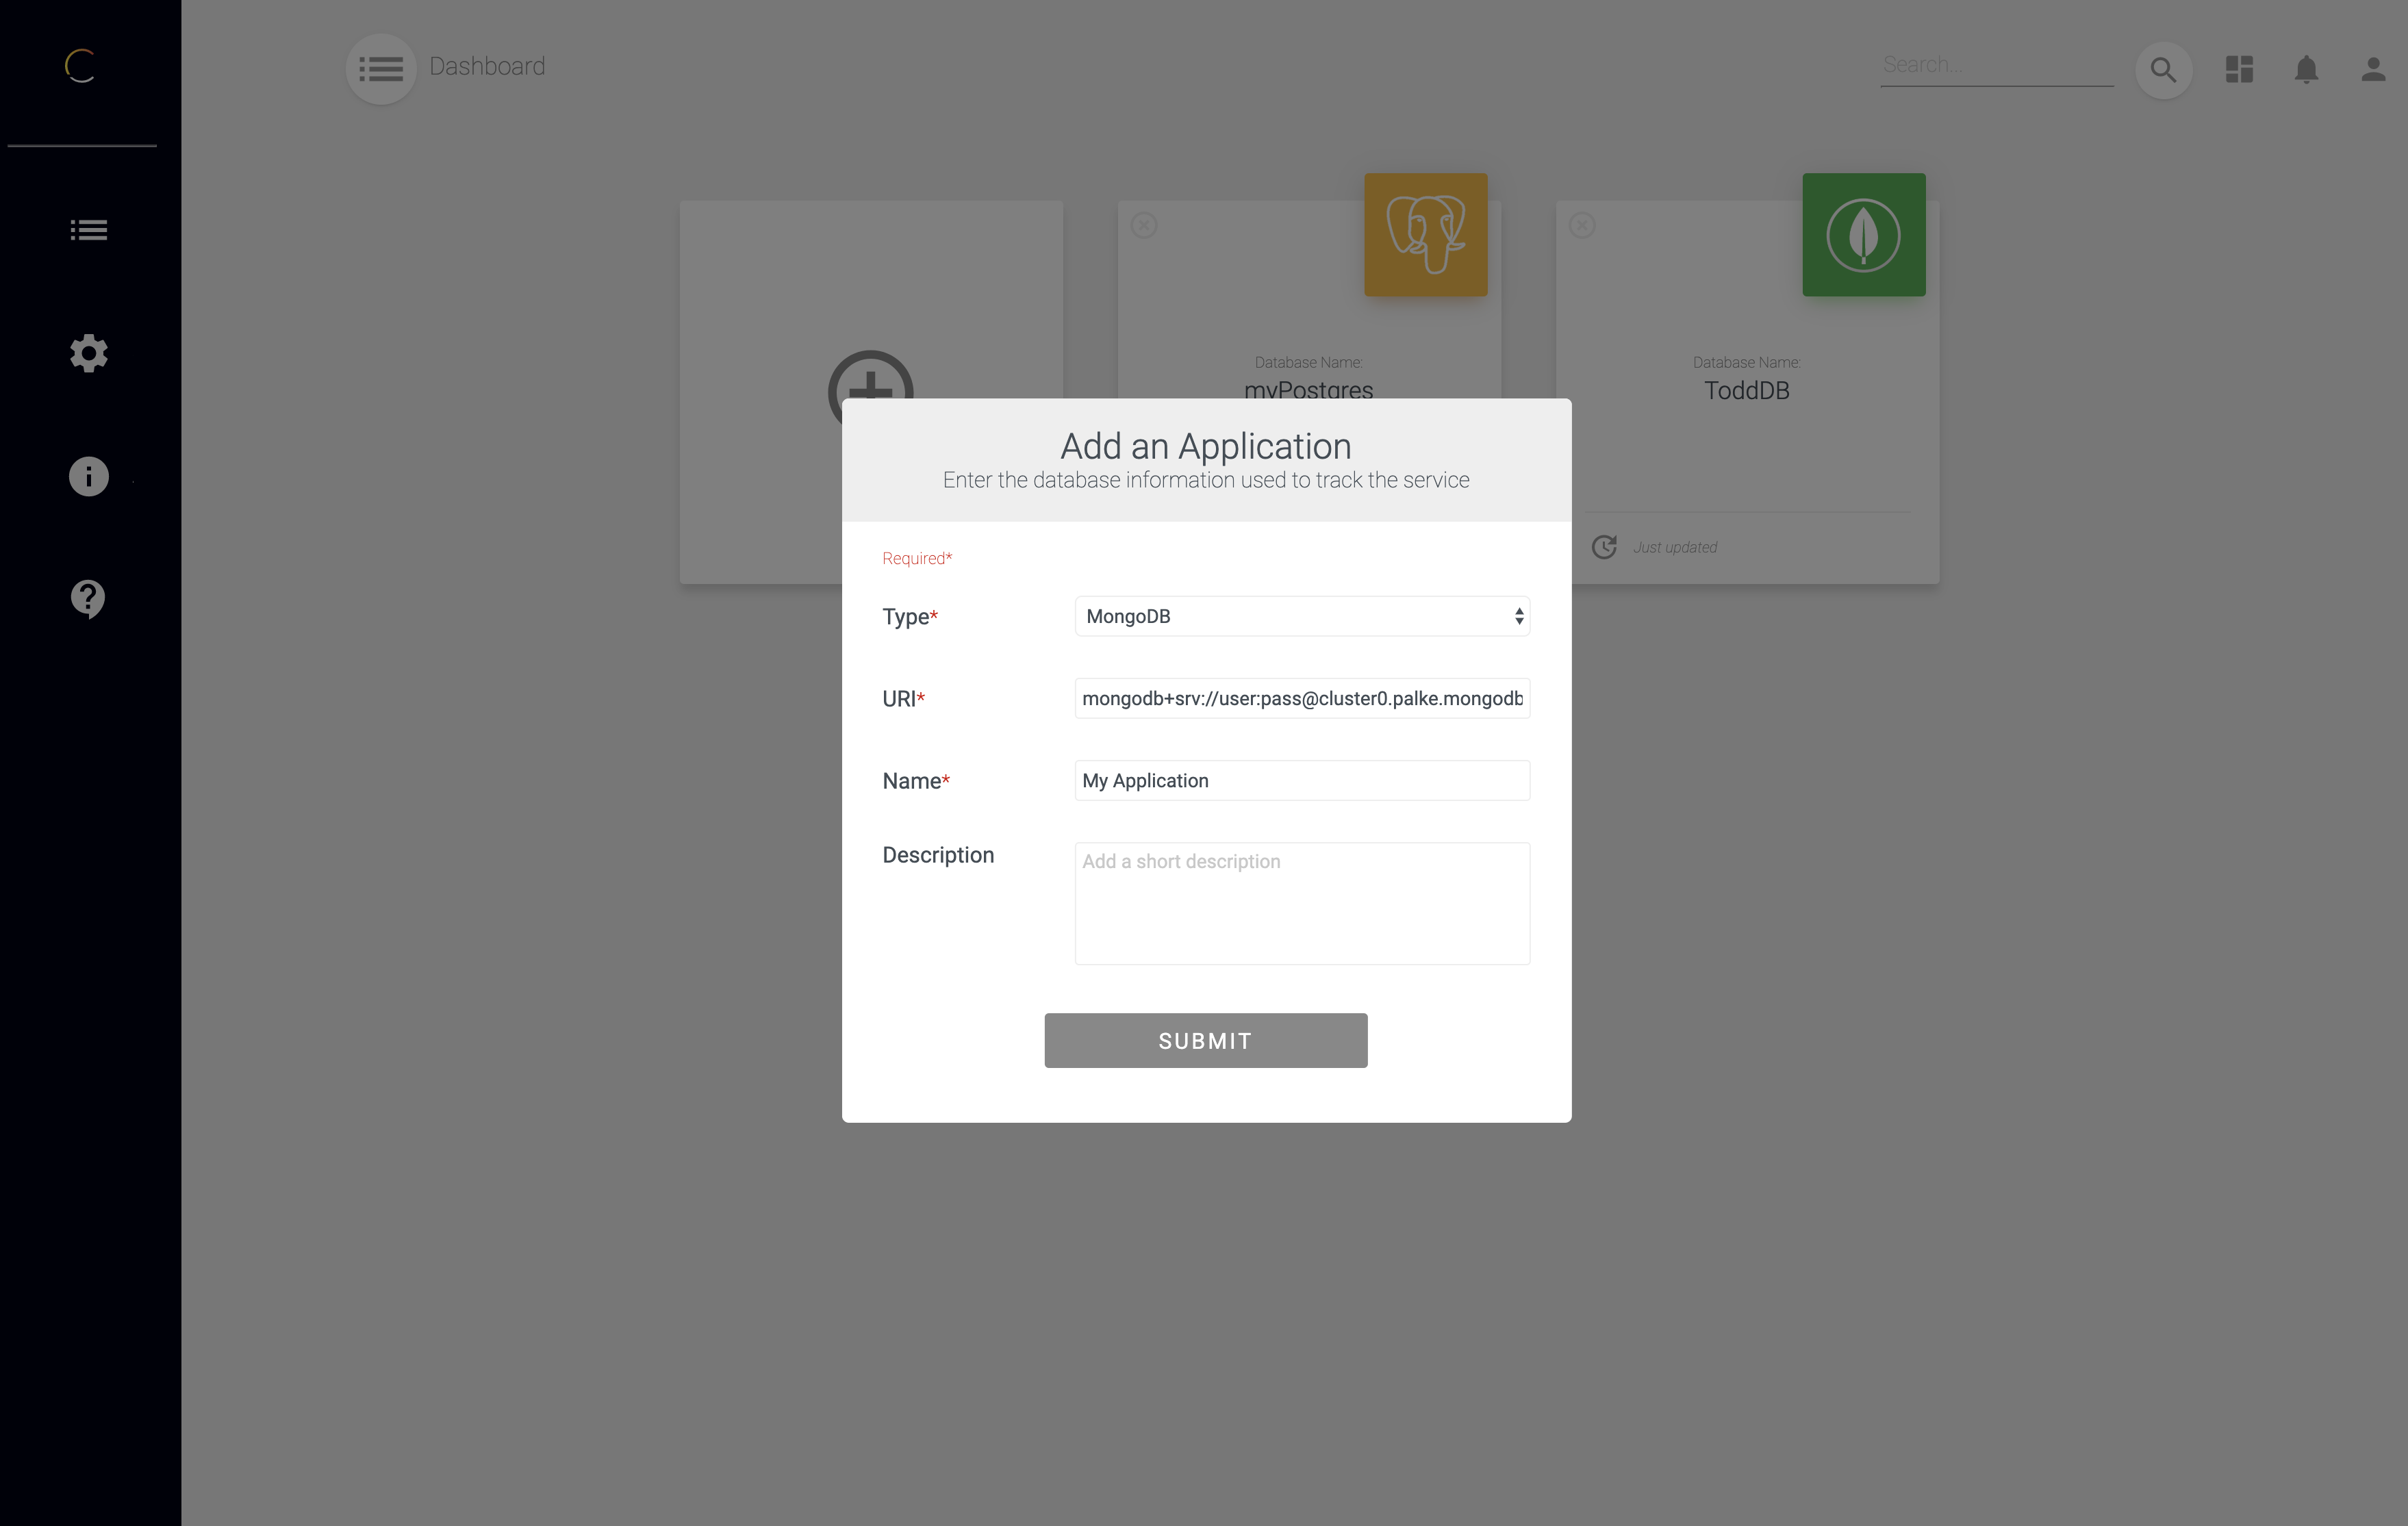 Dashboard
Search...
Database Name:
myPostgres
Database Name:
ToddDB
Just updated
Add an Application
Enter the database information used to track the service
Required*
Type*
MongoDB
URI*
mongodb+srv://user:pass@cluster0.palke.mongodb
Name*
My Application
Description
Add a short description
SUBMIT